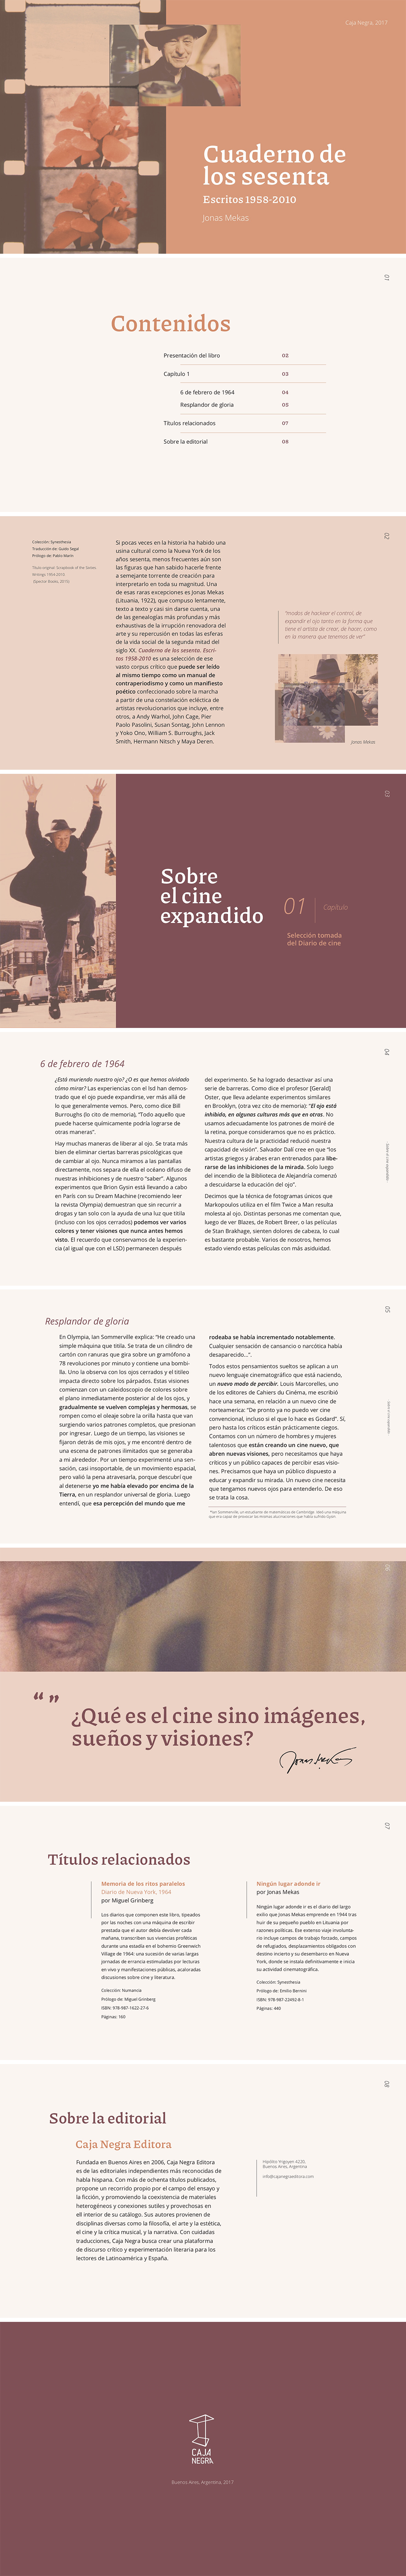 Caja Negra, 2017
Cuaderno de
los sesenta
Escritos 1958-2010
Jonas Mekas
01
Contenidos
Presentación del libro 02
Capítulo 1 03
6 de febrero de 1964 04
Resplandor de gloria 05
Títulos relacionados 07
Sobre la editorial 08
02
Colección: Synesthesia
Traducción de: Guido Segal
Prólogo de: Pablo Marín
Título original: Scrapbook of the Sixties
Writings 1954-2010
(Spector Books, 2010)
Si pocas veces en la historia ha habido una
usina cultural como la Nueva York de los
años sesenta, menos frecuentes aún son
las figuras que han sabido hacerle frente
a semejante torrente de creación para
interpretarlo en toda su magnitud. Una
de esas raras excepciones es Jonas Mekas
(Lituania, 1922), que compuso lentamente,
texto a texto y casi sin darse cuenta, una
de las genealogías más profundas y más
exhaustivas de la irrupción renovadora del
arte y su repercusión en todas las esferas
de la vida social de la segunda mitad del
siglo XX. Cuaderno de los sesenta. Escri-
tos 1958-2010 es una selección de ese
vasto corpus crítico que puede ser leído
al mismo tiempo como un manual de
contraperiodismo y como un manifiesto
poético confeccionado sobre la marcha
a partir de una constelación ecléctica de
artistas revolucionarios que incluye, entre
otros, a Andy Warhol, John Cage, Pier
Paolo Pasolini, Susan Sontag, John Lennon
y Yoko Ono, William S. Burroughs, Jack
Smith, Hermann Nitsch y Maya Deren.
"modos de hackear el control, de
expandir el ojo tanto en la forma que
tiene el artista de crear, de hacer, como
en la manera que tenemos de ver"
Jonas Mekas
03
Sobre
el cine
expandido
01 Capítulo
Selección tomada
del Diario de cine
04
6 de febrero de 1964
¿Está muriendo nuestro ojo? ¿O es que hemos olvidado
cómo mirar? Las experiencias con el lsd han demos-
trado que el ojo puede expandirse, ver más allá de
lo que generalmente vemos. Pero, como dice Bill
Burroughs (lo cito de memoria), "Todo aquello que
puede hacerse químicamente podría lograrse de
otras maneras".
Hay muchas maneras de liberar al ojo. Se trata más
bien de eliminar ciertas barreras psicológicas que
de cambiar al ojo. Nunca miramos a las pantallas
directamente, nos separa de ella el océano difuso de
nuestras inhibiciones y de nuestro "saber". Algunos
experimentos que Brion Gysin está llevando a cabo
en París con su Dream Machine (recomiendo leer
la revista Olympia) demuestran que sin recurrir a
drogas y tan solo con la ayuda de una luz que titila
(incluso con los ojos cerrados) podemos ver varios
colores y tener visiones que nunca antes hemos
visto. El recuerdo que conservamos de la experien-
cia (al igual que con el LSD) permanecen después
del experimento. Se ha logrado desactivar así una
serie de barreras. Como dice el profesor [Gerald]
Oster, que lleva adelante experimentos similares
en Brooklyn, (otra vez cito de memoria): "El ojo está
inhibido, en algunas culturas más que en otras. No
usamos adecuadamente los patrones de moiré de
la retina, porque consideramos que no es práctico.
Nuestra cultura de la practicidad redució nuestra
capacidad de visión". Salvador Dalí cree en que "los
artistas griegos y árabes eran entrenados para libe-
rarse de las inhibiciones de la mirada. Solo luego
del incendio de la Biblioteca de Alejandría comenzó
a descuidarse la liberación del ojo".
Decimos que la técnica de fotogramas únicos que
Markopoulos utiliza en el film Twice a Man resulta
molesta al ojo. Distintas personas me comentan que,
luego de ver Blazes, de Robert Breer, o las películas
de Stan Brakhage, sienten dolores de cabeza, lo cual
es bastante probable. Varios de nosotros, hemos
estado viendo estas películas con más asiduidad.
05
Resplandor de gloria
En Olympia, Ian Sommerville explica: "He creado una
simple máquina que titila. Se trata de un cilindro de
cartón con ranuras que gira sobre un gramófono a
78 revoluciones por minuto y contiene una bombi-
lla. Uno la observa con los ojos cerrados y el titileo
impacta directo sobre los párpados. Estas visiones
comienzan con un caleidoscopio de colores sobre
el plano inmediatamente posterior al de los ojos, y
gradualmente se vuelven complejas y hermosas, se
rompen como el oleaje sobre la orilla hasta que van
surgiendo varios patrones completos, que presionan
por ingresar. Luego de un tiempo, las visiones se
fijaron detrás de mis ojos, y me encontré dentro de
una escena de patrones ilimitados que se generaba
a mi alrededor. Por un tiempo experimenté una sen-
sación, casi insoportable, de un movimiento espacial,
pero valió la pena atravesarla, porque descubrí que
al detenerse yo me había elevado por encima de la
Tierra, en un resplandor universal de gloria. Luego
entendí, que esa percepción del mundo que me
rodeaba se había incrementado notablemente.
Cualquier sensación de cansancio o narcótica había
desaparecido...".
Todos estos pensamientos sueltos se aplican a un
nuevo lenguaje cinematográfico que está naciendo,
un nuevo modo de percibir. Louis Marcorelles, uno
de los editores de Cahiers du Cinéma, me escribió
hace una semana, en relación a un nuevo cine de
vanguardia: "De pronto ya no puedo ver cine
convencional, incluso si el que lo hace es Godard". Sí,
pero hasta los críticos están prácticamente ciegos.
Contamos con un número de hombres y mujeres
talentosos que están creando un cine nuevo, que
abren nuevas visiones, pero necesitamos que haya
críticos y un público capaces de percibir esas visio-
nes. Precisamos que haya un público dispuesto a
educar y expandir su mirada. Un nuevo cine necesita
que tengamos nuevos ojos para entenderlo. De eso
se trata la cosa.
07
“ ”
¿Qué es el cine sino imágenes,
sueños y visiones?
Títulos relacionados
Memoria de los ritos paralelos
Diario de Nueva York, 1964
por Miguel Grinberg
Los diarios que componen este libro, tipeados
por las noches con una máquina de escribir
prestada que el autor debía devolver cada
mañana, transcriben sus vivencias proféticas
durante una estadía en el bohemio Greenwich
Village de 1964: una sucesión de varias largas
jornadas de errancia estimuladas por lecturas
en vivo y manifestaciones públicas, acaloradas
discusiones sobre cine y literatura.
Colección: Numancia
Prólogo de: Miguel Grinberg
ISBN: 978-987-1622-27-6
Páginas: 160
Ningún lugar adonde ir
por Jonas Mekas
Ningún lugar adonde ir es el diario del largo
exilio que Jonas Mekas emprende en 1944 tras
huir de su pequeño pueblo en Lituania por
razones políticas. Ese extenso viaje involunta-
rio incluye campos de trabajo forzado, campos
de refugiados, desplazamientos obligados con
destino incierto y su desembarco en Nueva
York, donde se instala definitivamente e inicia
su actividad cinematográfica.
Colección: Synesthesia
Prólogo de: Emilio Bernini
ISBN: 978-987-22492-8-1
Páginas: 440
08
Sobre la editorial
Caja Negra Editora
Fundada en Buenos Aires en 2006, Caja Negra Editora
es de las editoriales independientes más reconocidas de
habla hispana. Con más de ochenta títulos publicados,
propone un recorrido propio por el campo del ensayo y
la ficción, y promoviendo la coexistencia de materiales
heterogéneos y conexiones sutiles y provechosas en
ell interior de su catálogo. Sus autores provienen de
disciplinas diversas como la filosofía, el arte y la estética,
el cine y la crítica musical, y la narrativa. Con cuidadas
traducciones, Caja Negra busca crear una plataforma
de discurso crítico y experimentación literaria para los
lectores de Latinoamérica y España.
Hipólito Yrigoyen 4220,
Buenos Aires, Argentina
info@cajanegraeditora.com
CAJA
NEGRA
Buenos Aires, Argentina, 2017